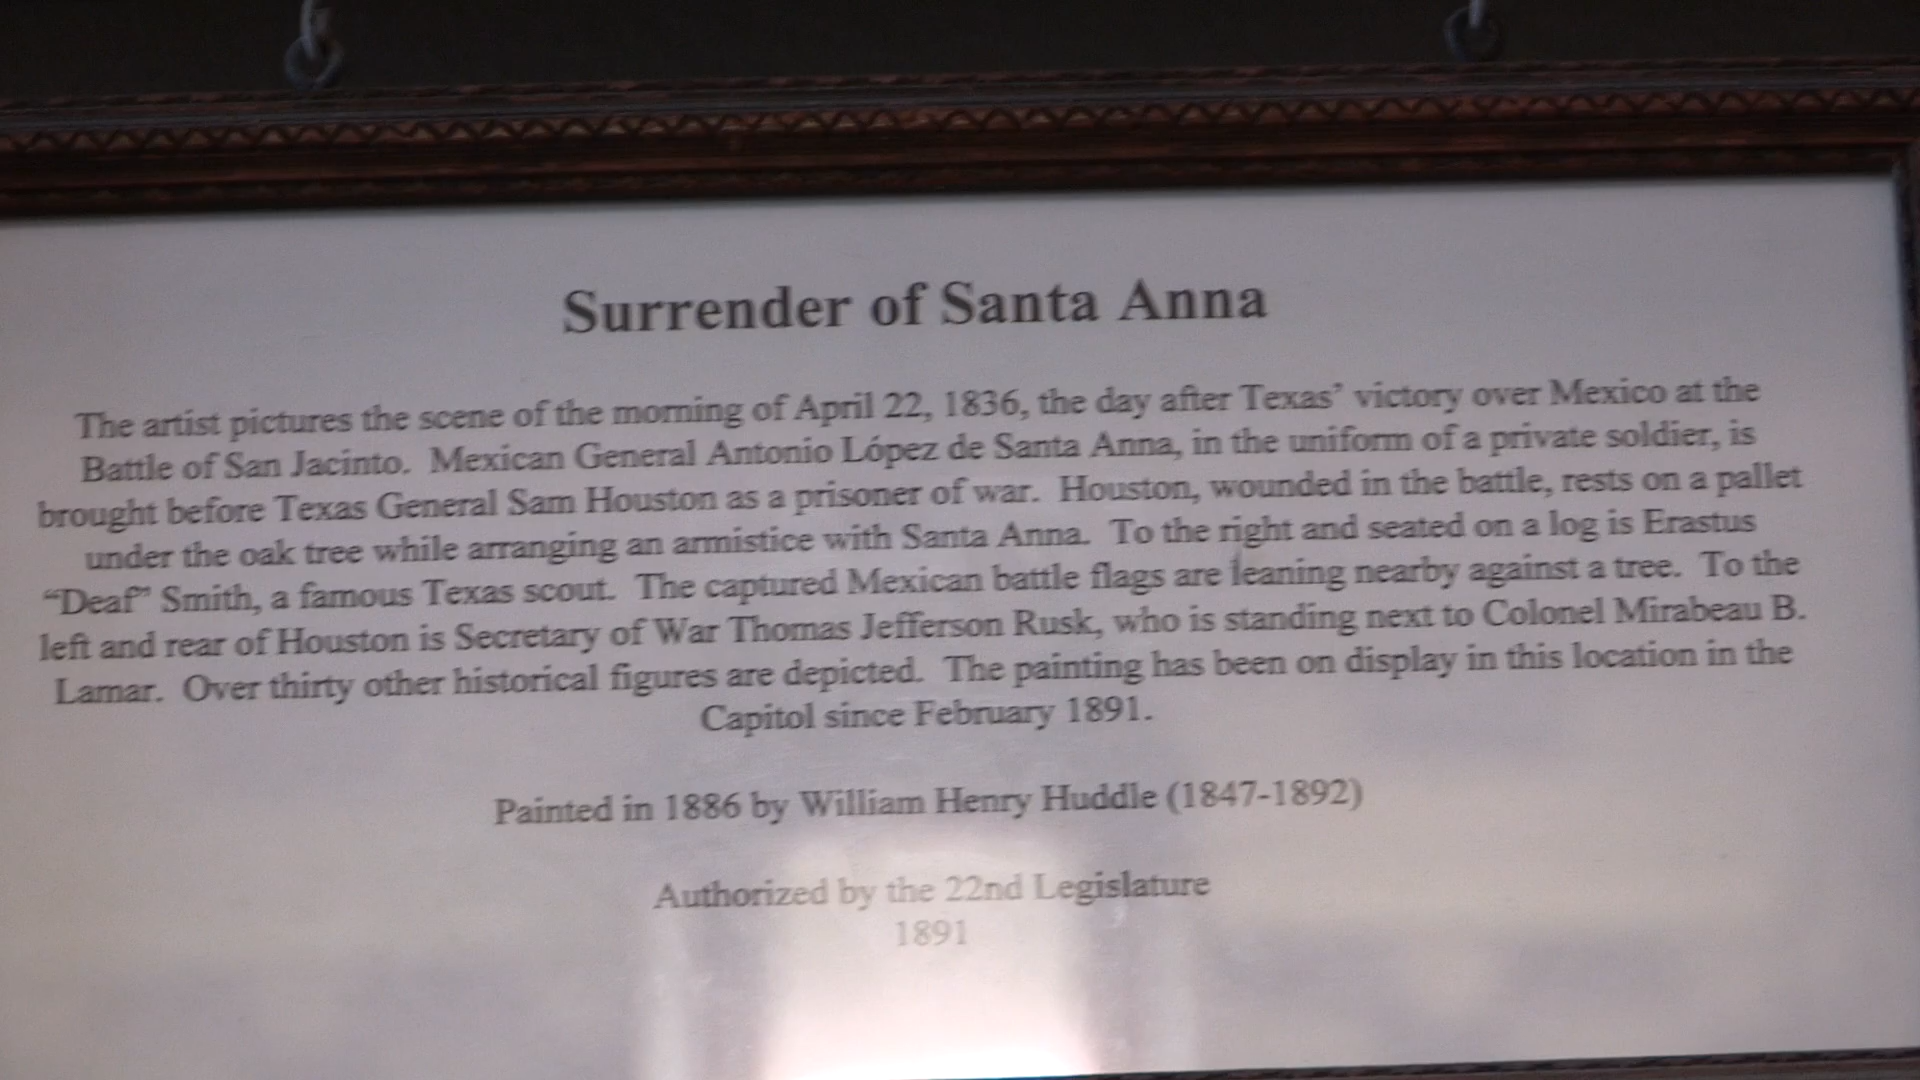 Surrender of Santa Anna
The artist pictures the scene of the morning of April 22, 1836, the day after Texas’ victory over Mexico at the
Battle of San Jacinto. Mexican General Antonio López de Santa Anna, in the uniform of a private soldier, is
brought before Texas General Sam Houston as a prisoner of war. Houston, wounded in the battle, rests on a pallet
under the oak tree while arranging an armistice with Santa Anna. To the right and seated on a log is Erastus
“Deaf” Smith, a famous Texas scout. The captured Mexican battle flags are leaning nearby against a tree. To the
left and rear of Houston is Secretary of War Thomas Jefferson Rusk, who is standing next to Colonel Mirabeau B.
Lamar. Over thirty other historical figures are depicted. The painting has been on display in this location in the
Capitol since February 1891.
Painted in 1886 by William Henry Huddle (1847-1892)
Authorized by the 22nd Legislature
1891